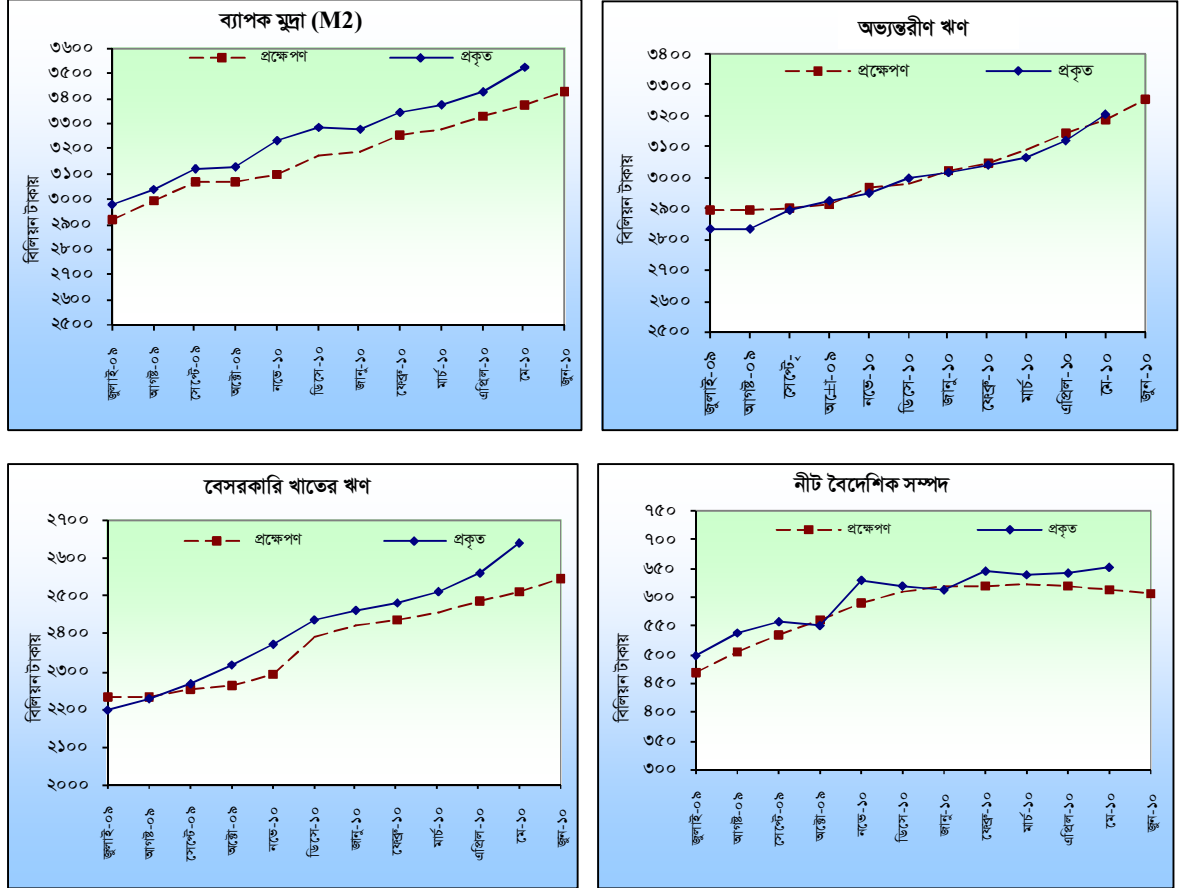 ব্যাপক মুদ্রা (M2)
প্রক্ষেপণ
প্রকৃত
বিলিয়ন টাকায়
৩৬০০
৩৫০০
৩৪০০
৩৩০০
৩২০০
৩১০০
৩০০০
২৯০০
২৮০০
২৭০০
২৬০০
২৫০০
জুলাই-০৯
আগষ্ট-০৯
সেপ্টে-০৯
অক্টো-০৯
নভে-১০
ডিসে-১০
জানু-১০
ফেব্রু-১০
মার্চ-১০
এপ্রিল-১০
মে-১০
জুন-১০
অভ্যন্তরীণ ঋণ
প্রক্ষেপণ
প্রকৃত
বিলিয়ন টাকায়
৩৪০০
৩৩০০
৩২০০
৩১০০
৩০০০
২৯০০
২৮০০
২৭০০
২৬০০
২৫০০
জুলাই-০৯
আগষ্ট-০৯
নভে-১০
ডিসে-১০
জানু-১০
ফেব্রু-১০
মার্চ-১০
এপ্রিল-১০
মে-১০
জুন-১০
বেসরকারি খাতের ঋণ
প্রক্ষেপণ
প্রকৃত
বিলিয়ন টাকায়
২৭০০
২৬০০
২৫০০
২৪০০
২৩০০
২২০০
২১০০
২০০০
জুলাই-০৯
আগষ্ট-০৯
সেপ্টে-০৯
অক্টো-০৯
নভে-১০
ডিসে-১০
জানু-১০
ফেব্রু-১০
মার্চ-১০
এপ্রিল-১০
মে-১০
জুন-১০
নীট বৈদেশিক সম্পদ
প্রক্ষেপণ
প্রকৃত
বিলিয়ন টাকায়
৭৫০
৭০০
৬৫০
৬০০
৫৫০
৫০০
৪৫০
৪০০
৩৫০
৩০০
জুলাই-০৯
আগষ্ট-০৯
সেপ্টে-০৯
অক্টো-০৯
নভে-১০
ডিসে-১০
জানু-১০
ফেব্রু-১০
মার্চ-১০
এপ্রিল-১০
মে-১০
জুন-১০